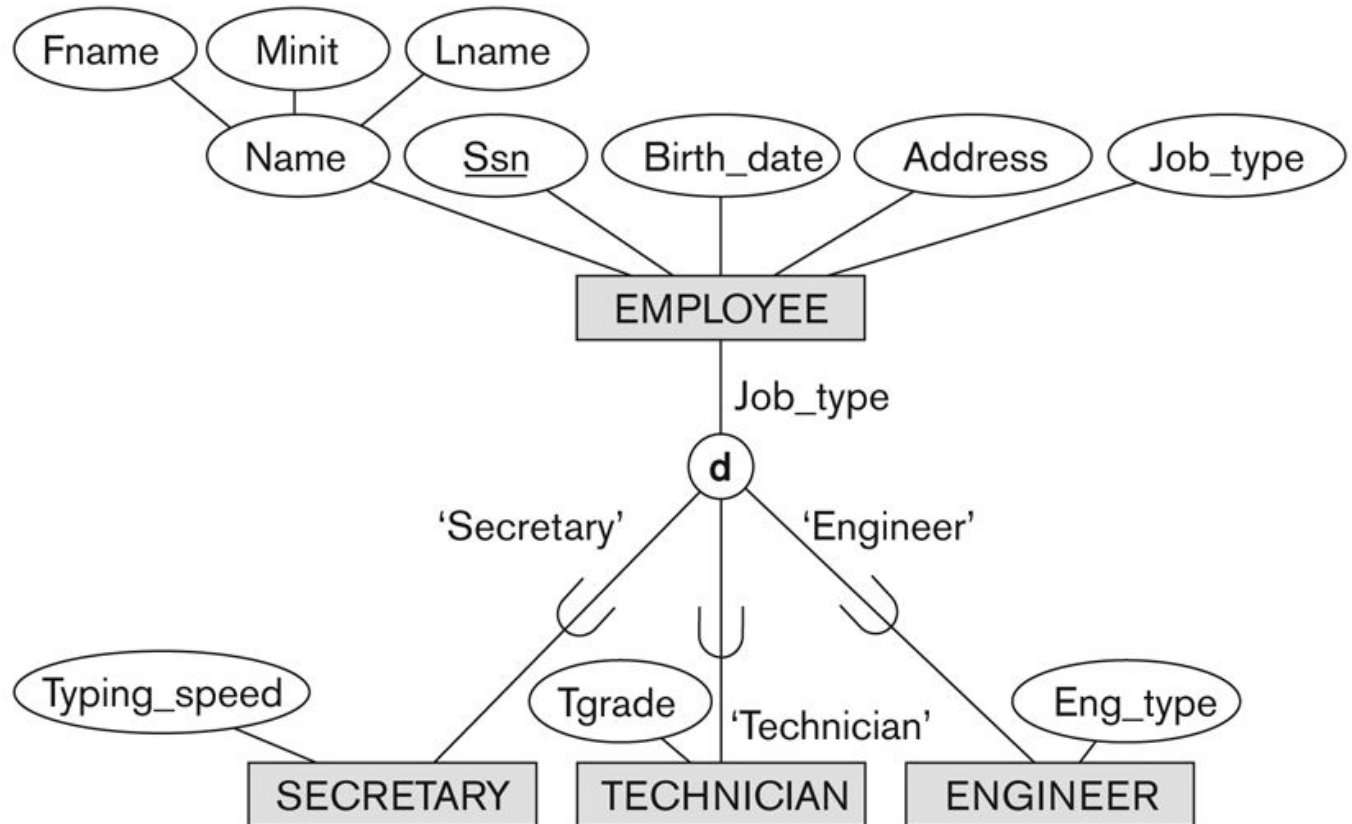 Fname Minit Lname
Name Ssn Birth_date Address Job_type
EMPLOYEE
Job_type
d
‘Secretary’ ‘Engineer’
Typing_speed Tgrade ‘Technician’ Eng_type
SECRETARY TECHNICIAN ENGINEER